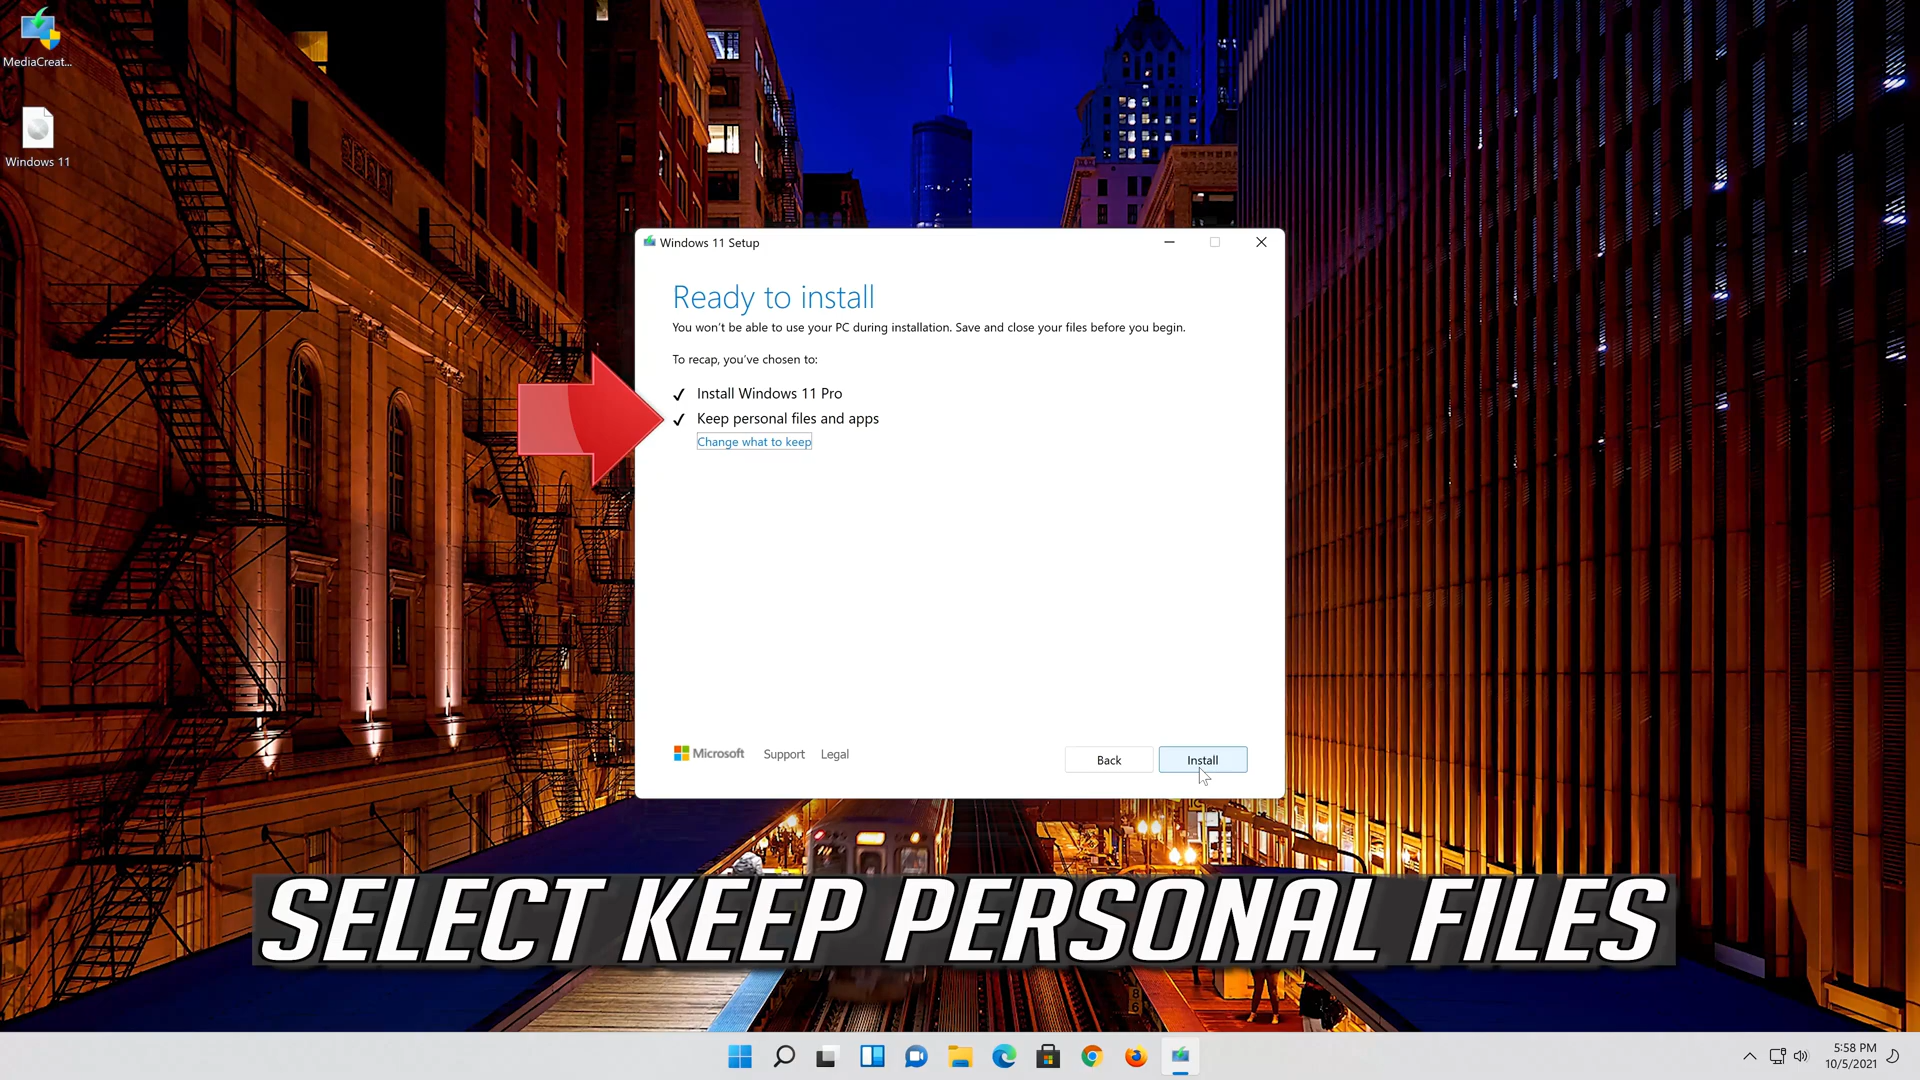 MediaCreat...
Windows 11
Windows 11 Setup
Ready to install
You won't be able to use your PC during installation. Save and close your files before you begin.
To recap, you've chosen to:
Install Windows 11 Pro
Keep personal files and apps
Change what to keep
Microsoft
Support
Legal
Back
Install
SELECT KEEP PERSONAL FILES
5:58 PM
10/5/2021